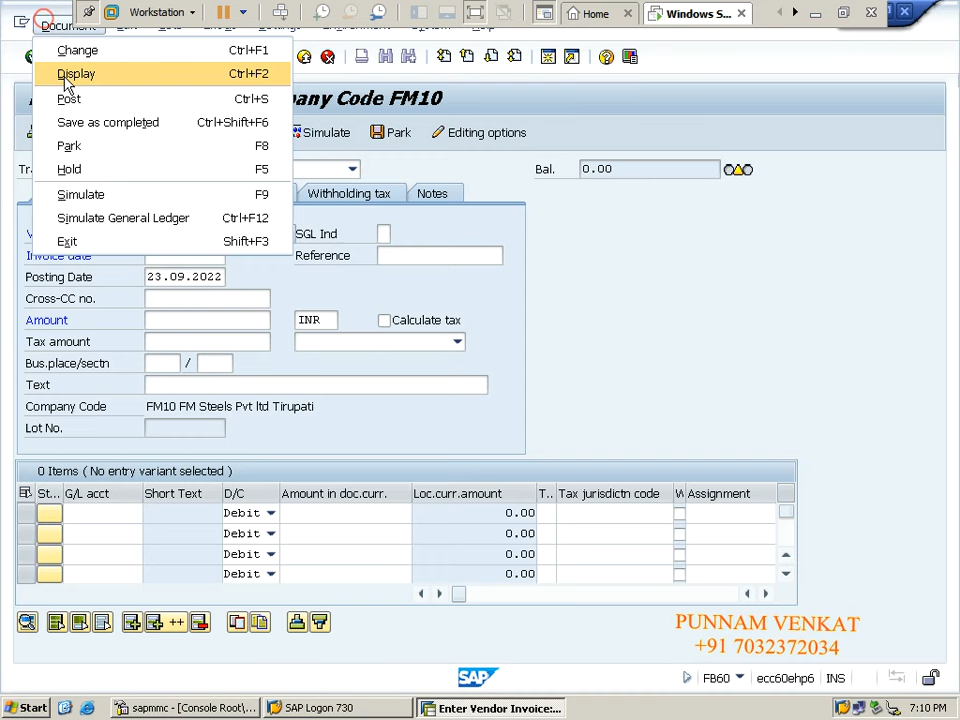 Workstation
Home
Windows S...
Document
Change Ctrl+F1
Display Ctrl+F2
Post Ctrl+S
Save as completed Ctrl+Shift+F6
Park F8
Hold F5
Simulate F9
Simulate General Ledger Ctrl+F12
Exit Shift+F3
pany Code FM10
Simulate Park Editing options
Bal. 0.00
Withholding tax Notes
SGL Ind
Invoice date Reference
Posting Date 23.09.2022
Cross-CC no.
Amount INR Calculate tax
Tax amount
Bus.place/sectn /
Text
Company Code FM10 FM Steels Pvt ltd Tirupati
Lot No.
0 Items ( No entry variant selected )
St... G/L acct Short Text D/C Amount in doc.curr. Loc.curr.amount T.. Tax jurisdictn code W Assignment
Debit 0.00
Debit 0.00
Debit 0.00
Debit 0.00
PUNNAM VENKAT
+91 7032372034
SAP
FB60 ecc60ehp6 INS
Start sapmmc - [Console Root\... SAP Logon 730 Enter Vendor Invoice:... 7:10 PM